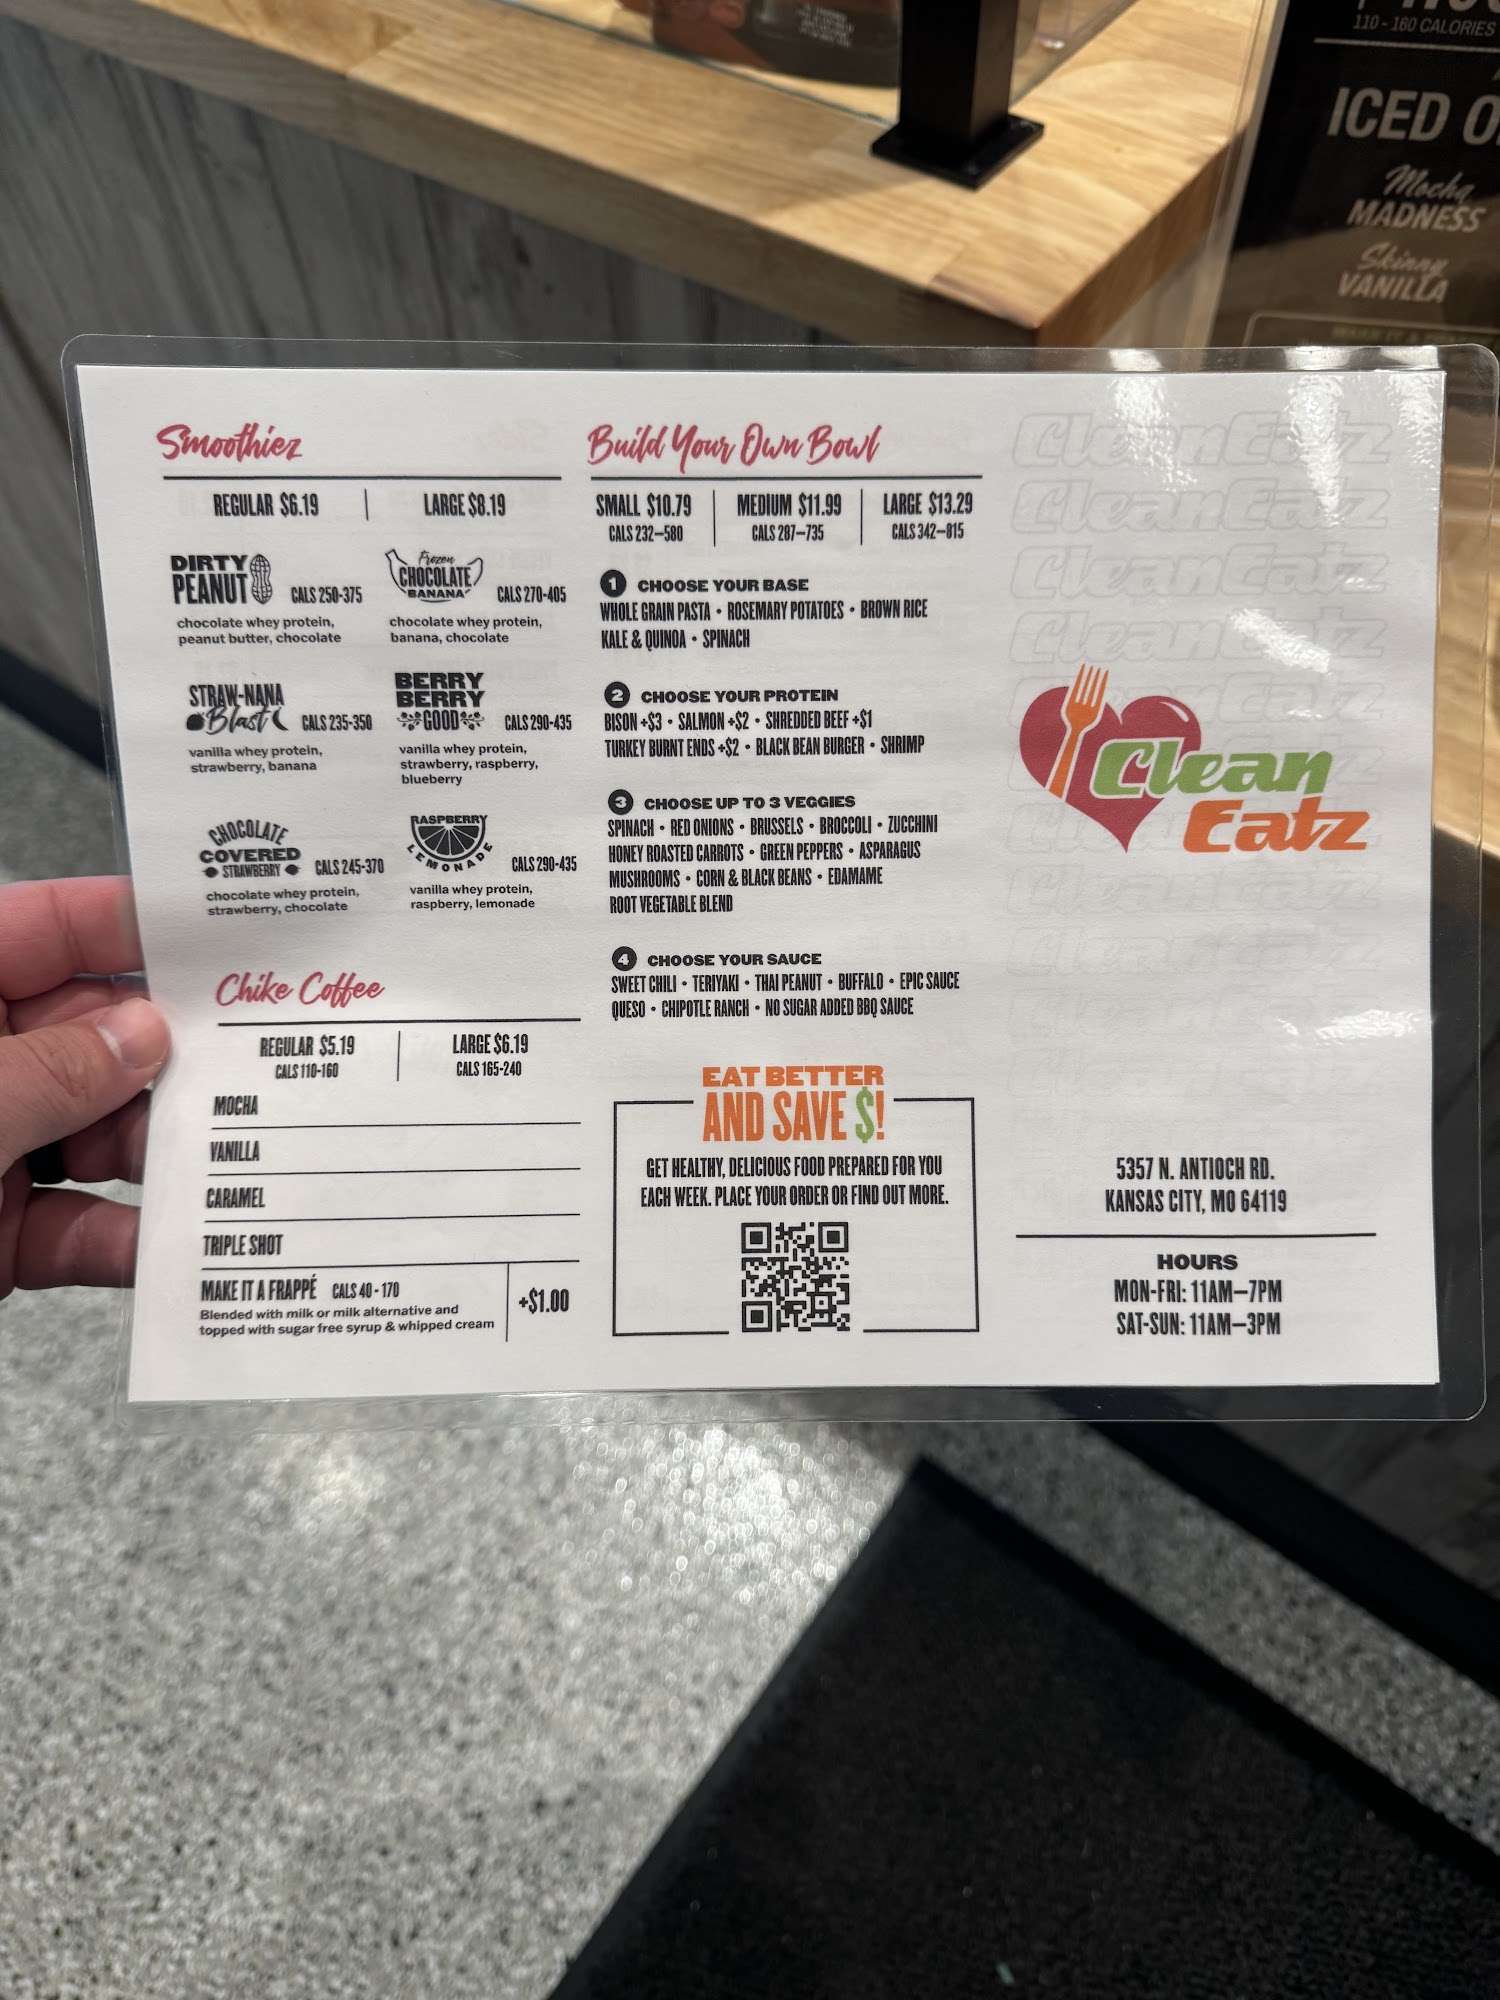 110 - 160 CALORIES
ICED
Mocha
MADNESS
Skinny
VANILLA
Smoothiez
REGULAR $6.19 LARGE $8.19
DIRTY
PEANUT
CALS 250-375
chocolate whey protein,
peanut butter, chocolate
Frozen
CHOCOLATE
BANANA
CALS 270-405
chocolate whey protein,
banana, chocolate
STRAW-NANA
Blast
CALS 235-350
vanilla whey protein,
strawberry, banana
BERRY
BERRY
GOOD
CALS 290-435
vanilla whey protein,
strawberry, raspberry,
blueberry
CHOCOLATE
COVERED
STRAWBERRY
CALS 245-370
chocolate whey protein,
strawberry, chocolate
RASPBERRY
LEMONADE
CALS 290-435
vanilla whey protein,
raspberry, lemonade
Chike Coffee
REGULAR $5.19 LARGE $6.19
CALS 110-160 CALS 165-240
MOCHA
VANILLA
CARAMEL
TRIPLE SHOT
MAKE IT A FRAPPÉ CALS 40 - 170
Blended with milk or milk alternative and
topped with sugar free syrup & whipped cream
+$1.00
Build Your Own Bowl
SMALL $10.79 MEDIUM $11.99 LARGE $13.29
CALS 232–580 CALS 287–735 CALS 342–815
1 CHOOSE YOUR BASE
WHOLE GRAIN PASTA • ROSEMARY POTATOES • BROWN RICE
KALE & QUINOA • SPINACH
2 CHOOSE YOUR PROTEIN
BISON +$3 • SALMON +$2 • SHREDDED BEEF +$1
TURKEY BURNT ENDS +$2 • BLACK BEAN BURGER • SHRIMP
3 CHOOSE UP TO 3 VEGGIES
SPINACH • RED ONIONS • BRUSSELS • BROCCOLI • ZUCCHINI
HONEY ROASTED CARROTS • GREEN PEPPERS • ASPARAGUS
MUSHROOMS • CORN & BLACK BEANS • EDAMAME
ROOT VEGETABLE BLEND
4 CHOOSE YOUR SAUCE
SWEET CHILI • TERIYAKI • THAI PEANUT • BUFFALO • EPIC SAUCE
QUESO • CHIPOTLE RANCH • NO SUGAR ADDED BBQ SAUCE
EAT BETTER
AND SAVE $!
GET HEALTHY, DELICIOUS FOOD PREPARED FOR YOU
EACH WEEK. PLACE YOUR ORDER OR FIND OUT MORE.
CleanEatz
CleanEatz
CleanEatz
CleanEatz
Clean
Eatz
5357 N. ANTIOCH RD.
KANSAS CITY, MO 64119
HOURS
MON-FRI: 11AM–7PM
SAT-SUN: 11AM–3PM